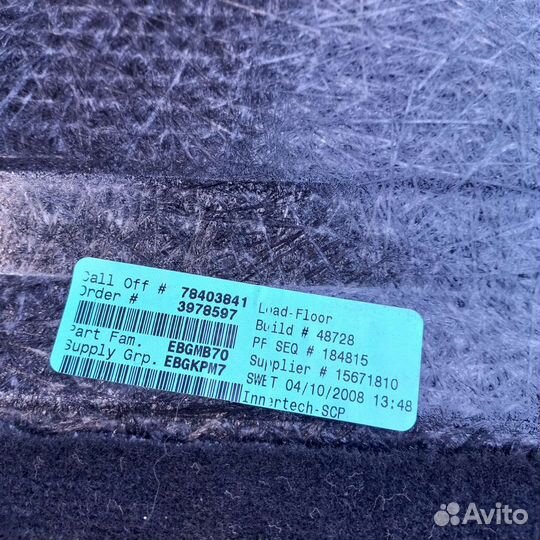 Call Off # 78403841
Order # 3978597
Part Fam. EBGMB70
Supply Grp. EBGKPM7
Load-Floor
Build # 48728
PF SEQ # 184815
Supplier # 15671810
SWET 04/10/2008 13:48
Innertech-SCP
Avito